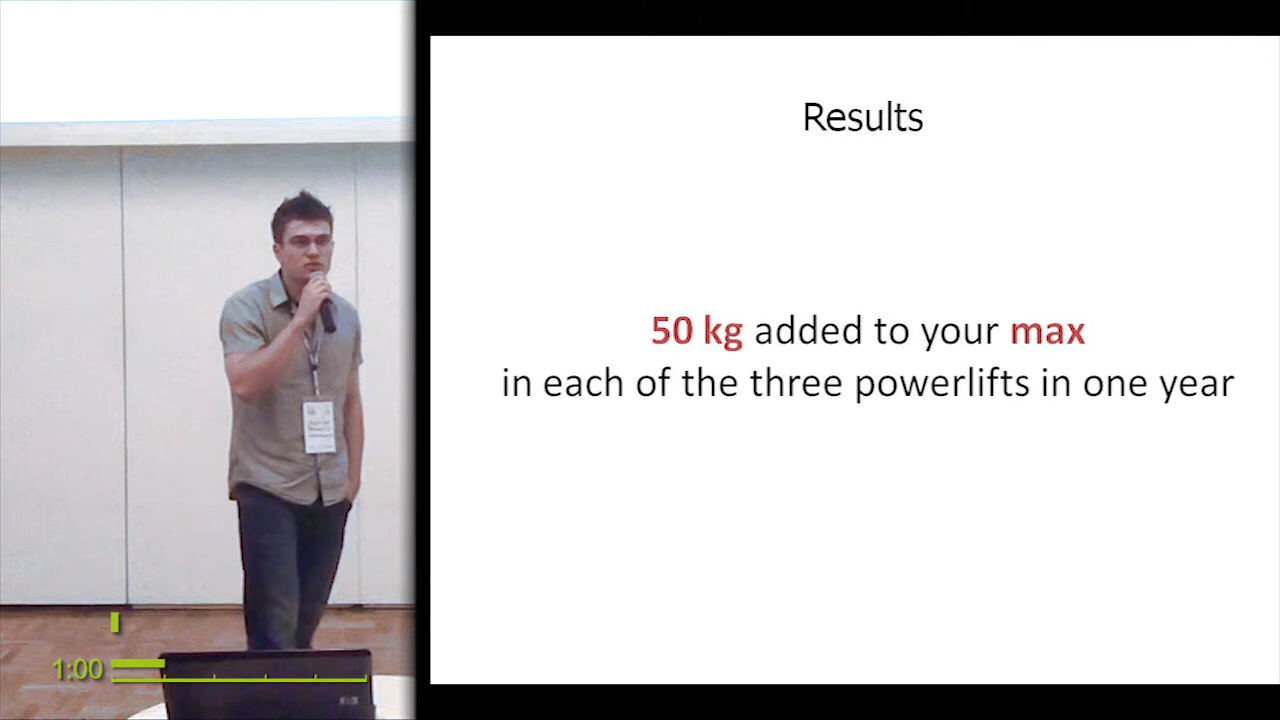 Results
50 kg added to your max
in each of the three powerlifts in one year
1:00